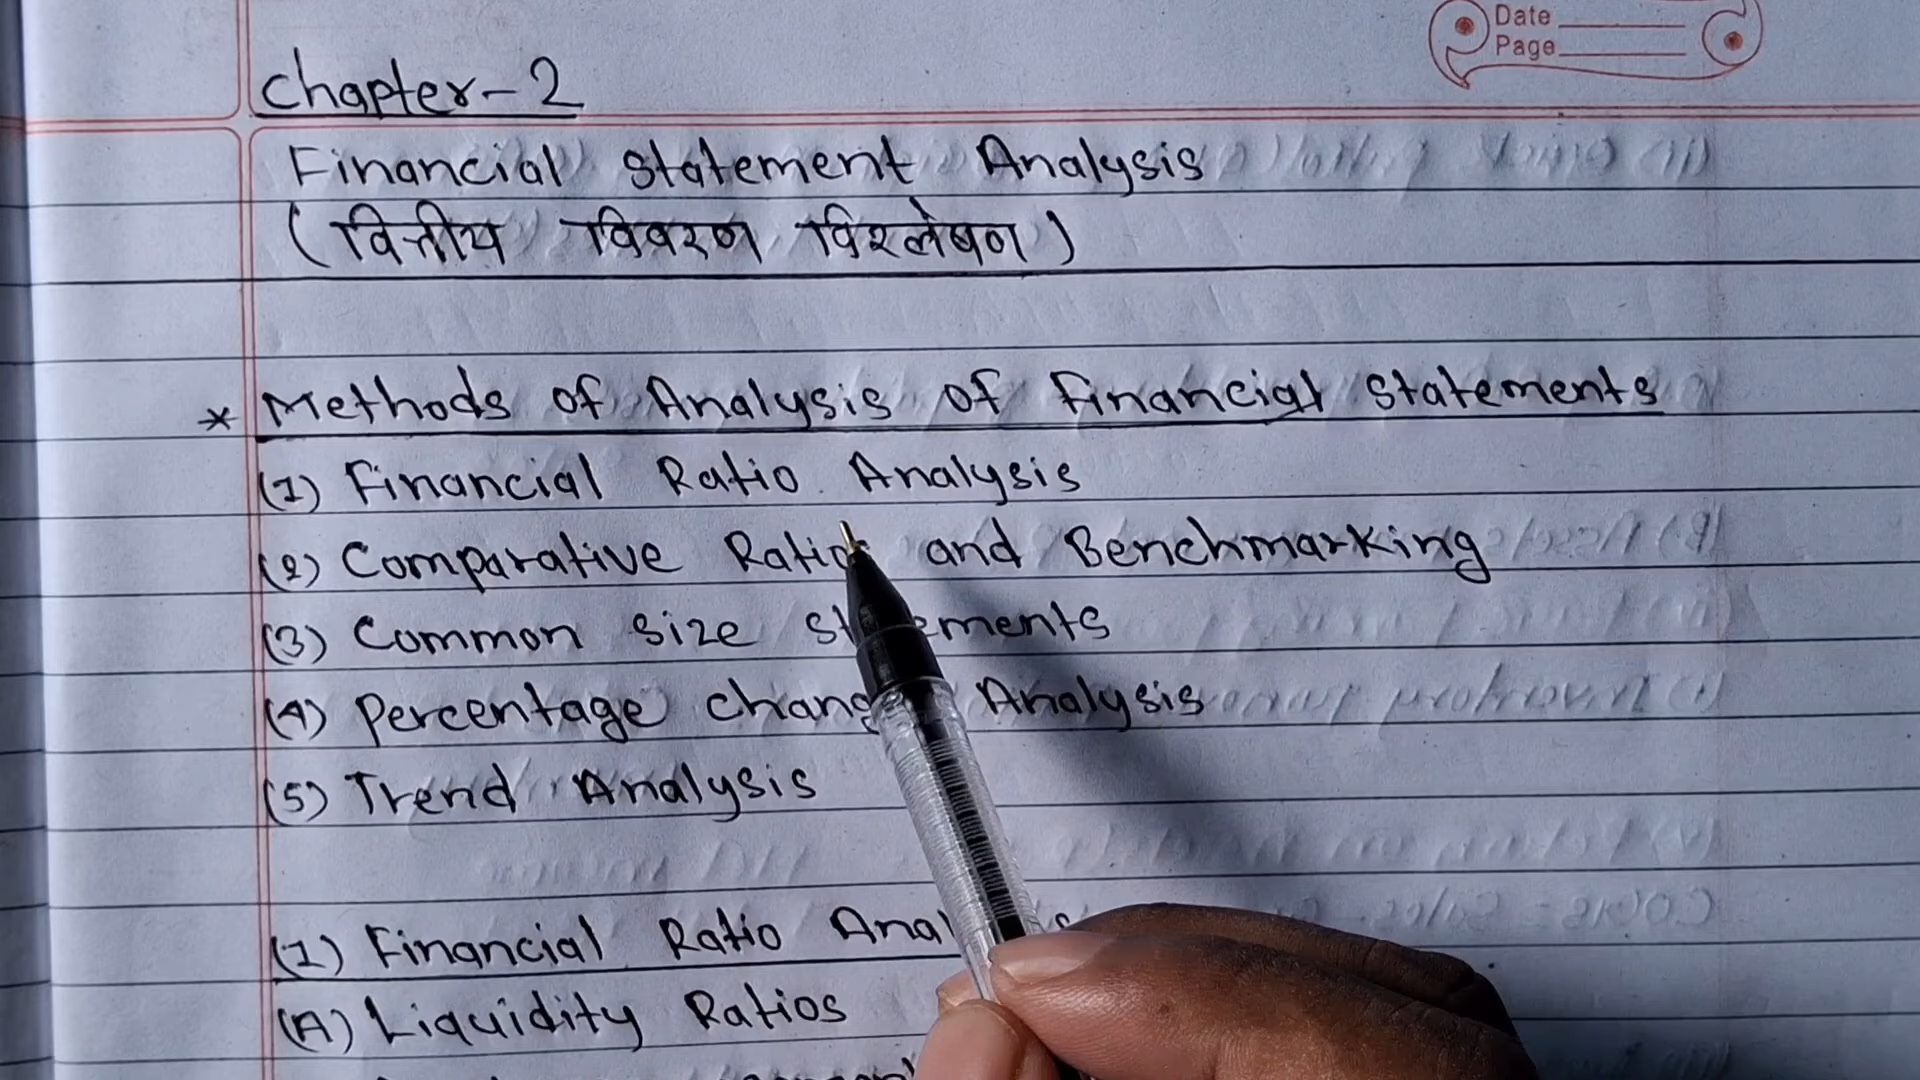 Date
Page
Chapter-2
Financial Statement Analysis
(वित्तीय विवरण विश्लेषण)
* Methods of Analysis of Financial Statements
(1) Financial Ratio Analysis
(2) Comparative Ratios and Benchmarking
(3) Common size Statements
(4) Percentage change Analysis
(5) Trend Analysis
(1) Financial Ratio Analysis
(A) Liquidity Ratios